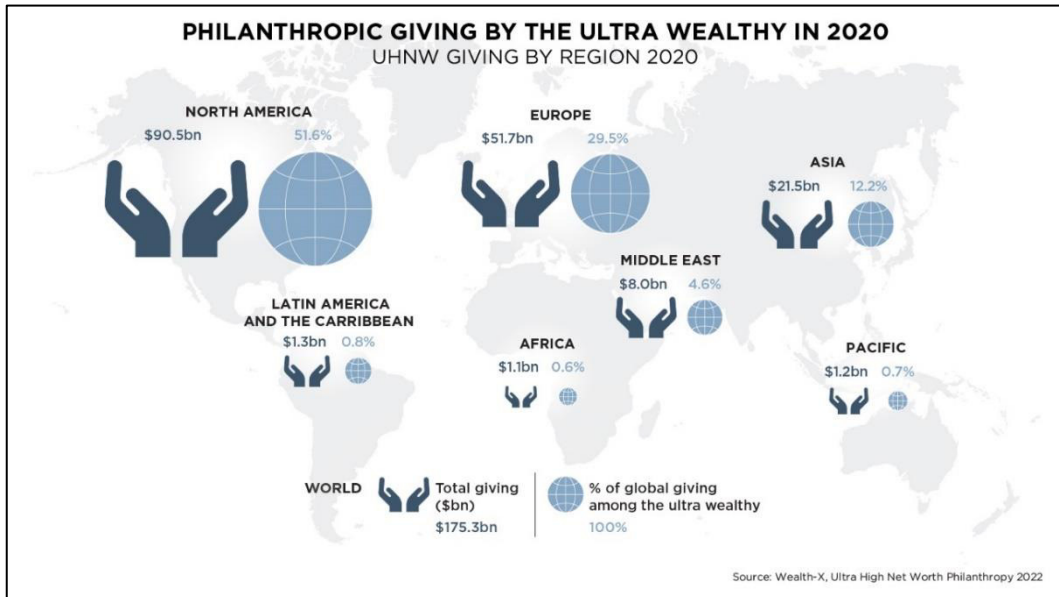 PHILANTHROPIC GIVING BY THE ULTRA WEALTHY IN 2020
UHNW GIVING BY REGION 2020
NORTH AMERICA
$90.5bn 51.6%
EUROPE
$51.7bn 29.5%
ASIA
$21.5bn 12.2%
MIDDLE EAST
$8.0bn 4.6%
LATIN AMERICA
AND THE CARRIBBEAN
$1.3bn 0.8%
AFRICA
$1.1bn 0.6%
PACIFIC
$1.2bn 0.7%
WORLD
Total giving
($bn)
$175.3bn
% of global giving
among the ultra wealthy
100%
Source: Wealth-X, Ultra High Net Worth Philanthropy 2022